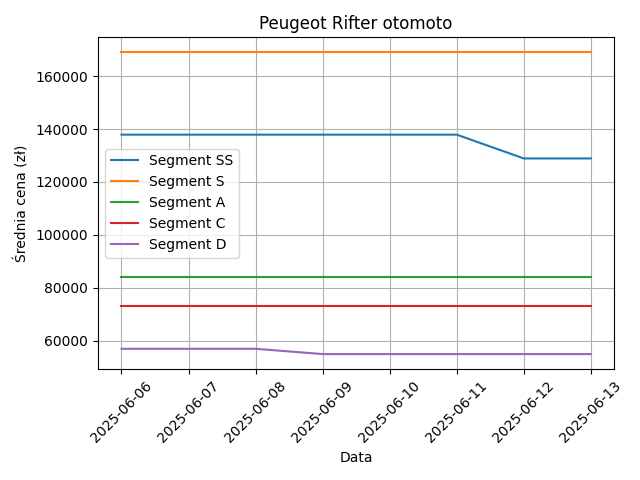 Peugeot Rifter otomoto
Średnia cena (zł)
160000
140000
120000
100000
80000
60000
Segment SS
Segment S
Segment A
Segment C
Segment D
2025-06-06
2025-06-07
2025-06-08
2025-06-09
2025-06-10
2025-06-11
2025-06-12
2025-06-13
Data